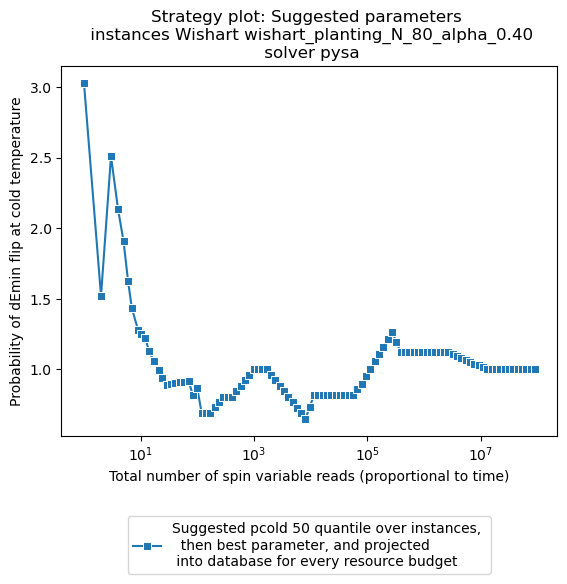 Strategy plot: Suggested parameters
instances Wishart wishart_planting_N_80_alpha_0.40
solver pysa
Probability of dEmin flip at cold temperature
3.0
2.5
2.0
1.5
1.0
10^1
10^3
10^5
10^7
Total number of spin variable reads (proportional to time)
Suggested pcold 50 quantile over instances,
then best parameter, and projected
into database for every resource budget